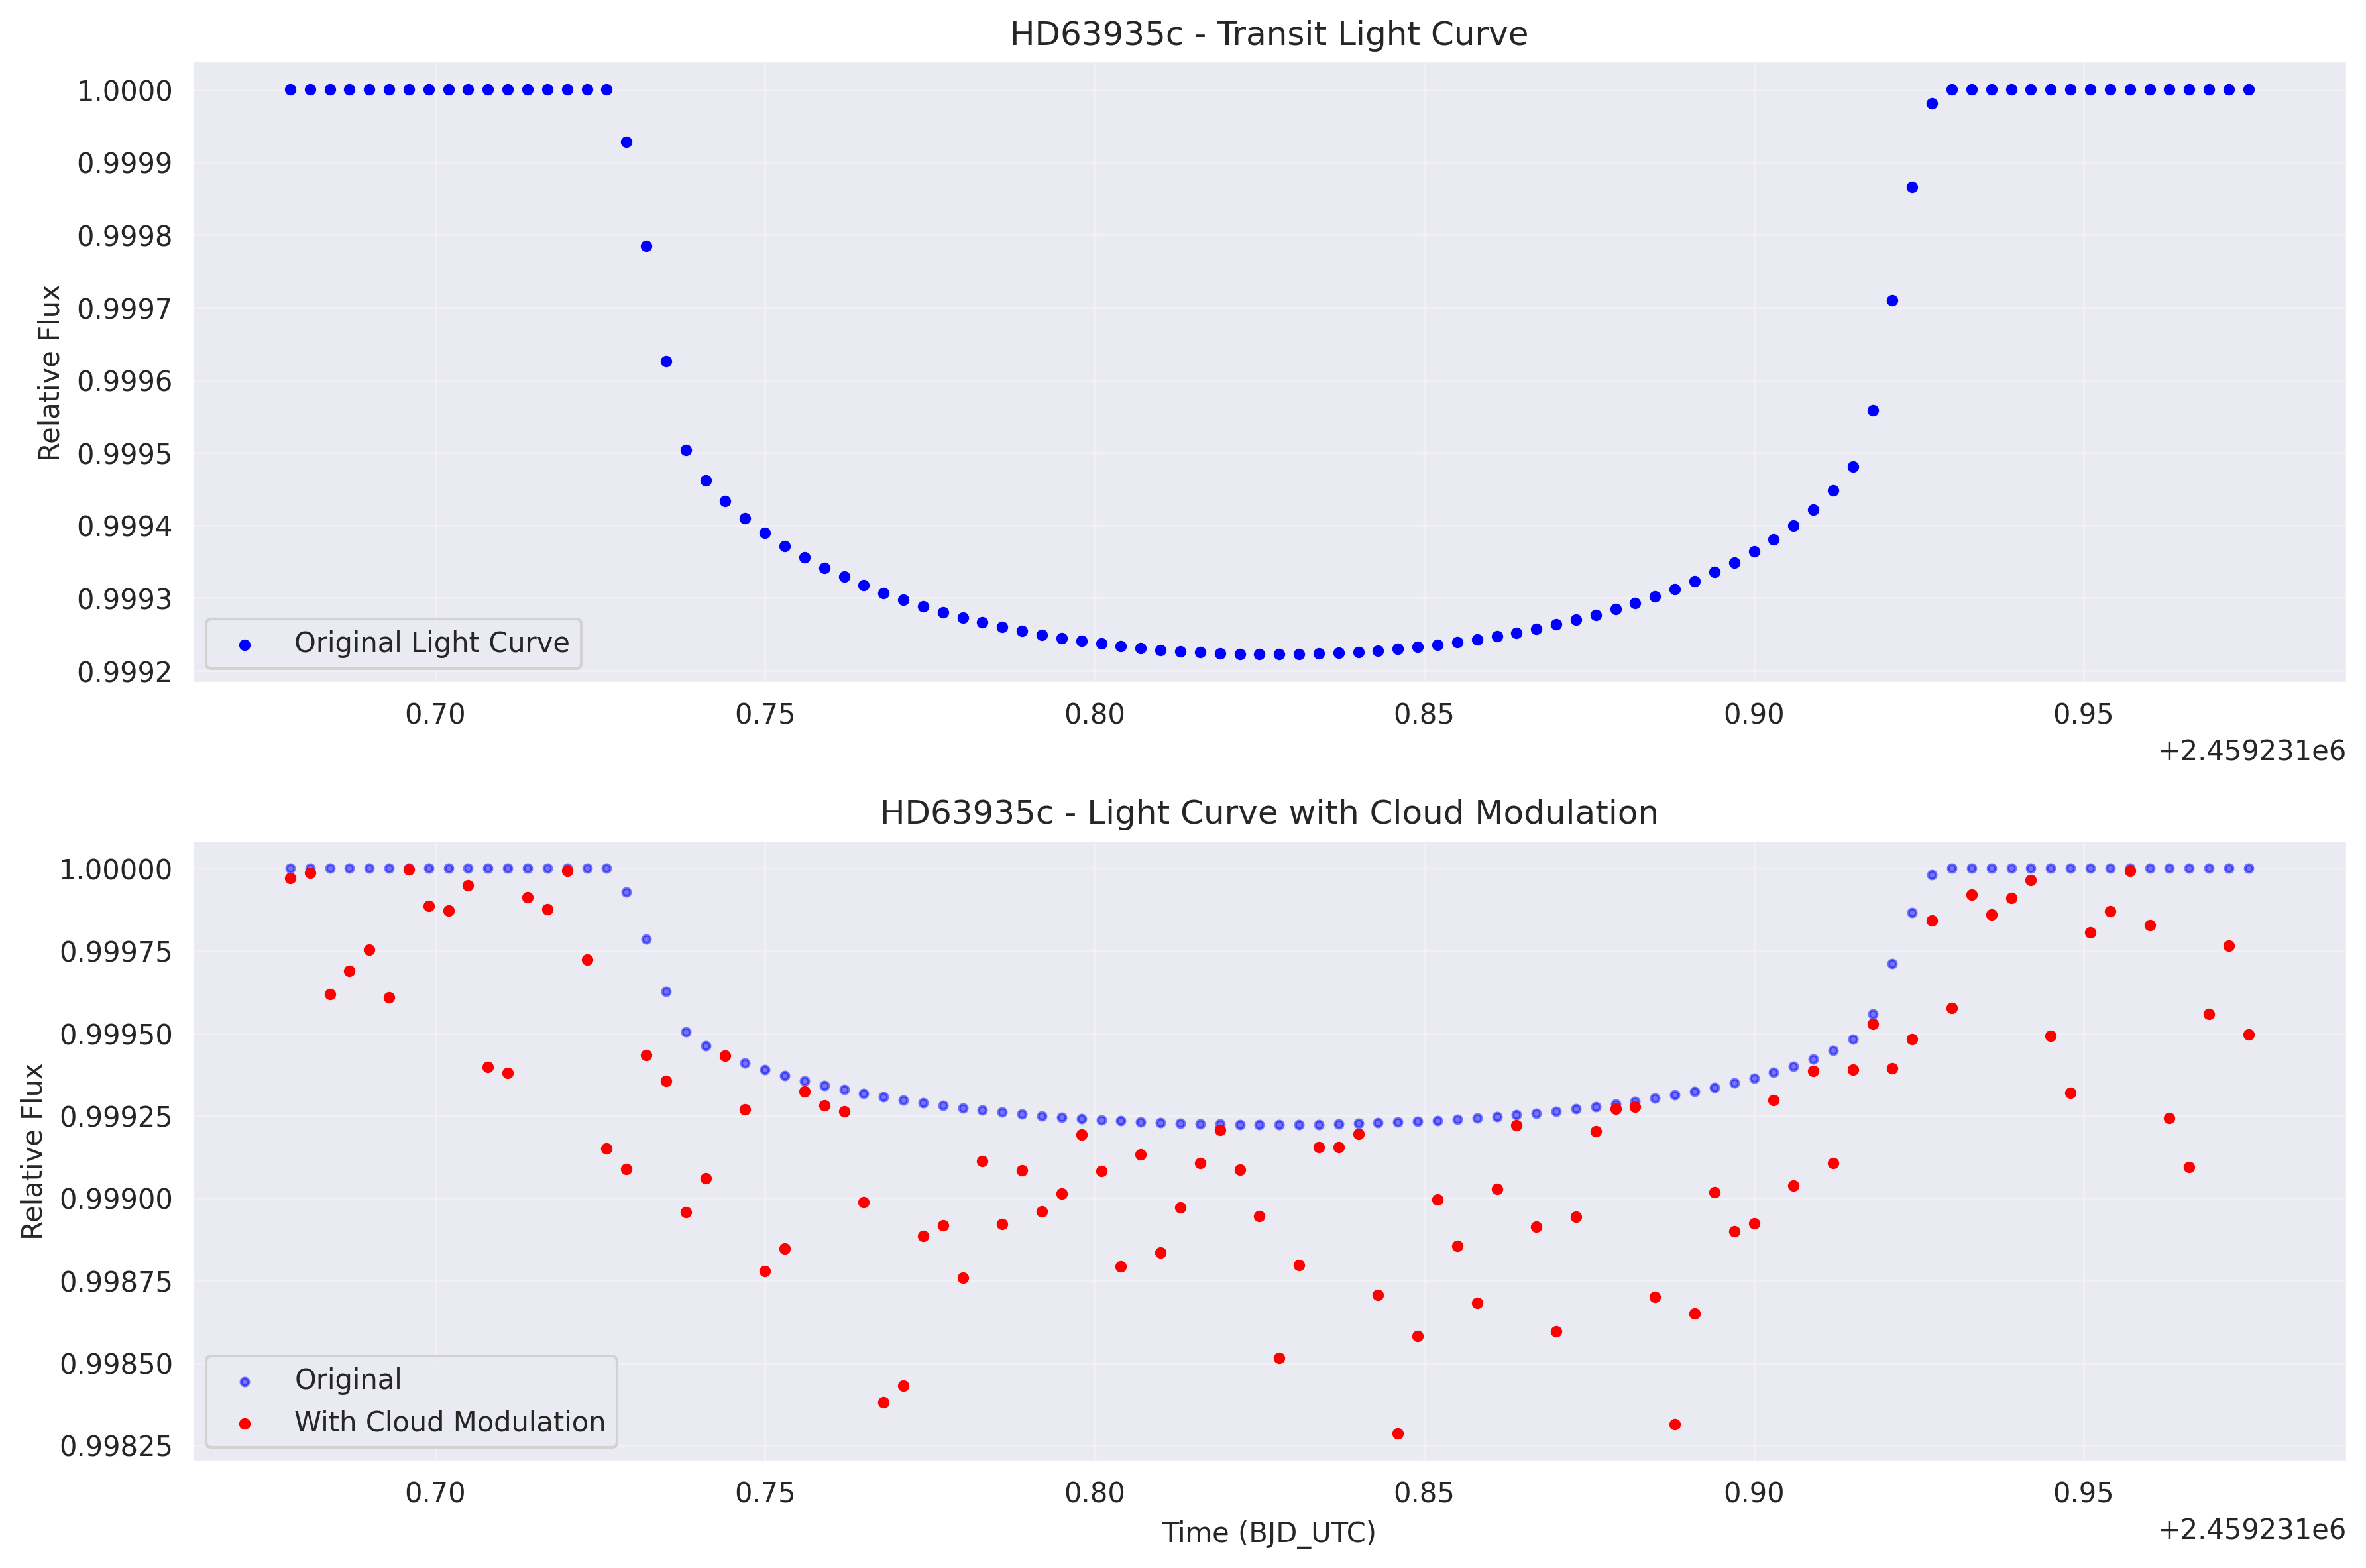 HD63935c - Transit Light Curve
1.0000
0.9999
0.9998
0.9997
0.9996
0.9995
0.9994
0.9993
0.9992
Relative Flux
Original Light Curve
0.70 0.75 0.80 0.85 0.90 0.95
+2.459231e6
HD63935c - Light Curve with Cloud Modulation
1.00000
0.99975
0.99950
0.99925
0.99900
0.99875
0.99850
0.99825
Relative Flux
Original
With Cloud Modulation
0.70 0.75 0.80 0.85 0.90 0.95
Time (BJD_UTC)
+2.459231e6